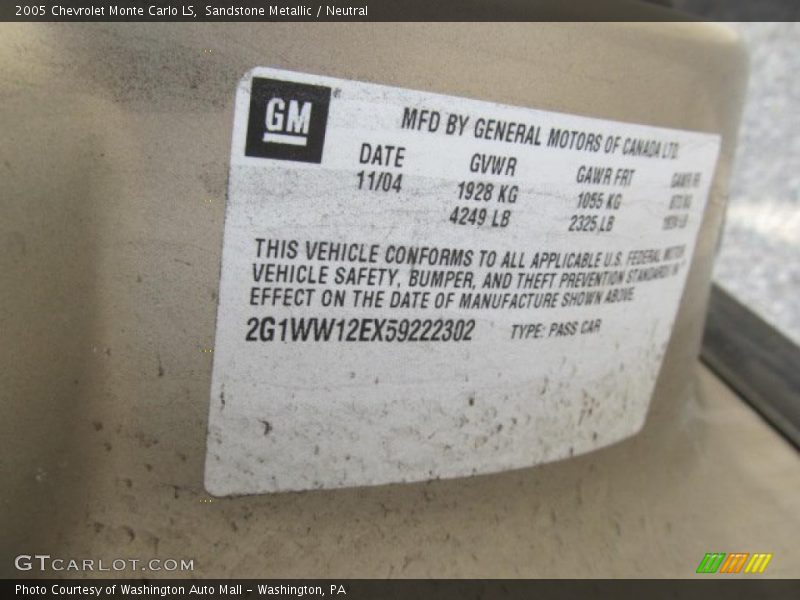 2005 Chevrolet Monte Carlo LS, Sandstone Metallic / Neutral
GM
MFD BY GENERAL MOTORS OF CANADA LTD.
DATE GVWR GAWR FRT GAWR RR
11/04 1928 KG 1055 KG
4249 LB 2325 LB
THIS VEHICLE CONFORMS TO ALL APPLICABLE U.S. FEDERAL MOTOR
VEHICLE SAFETY, BUMPER, AND THEFT PREVENTION STANDARDS IN
EFFECT ON THE DATE OF MANUFACTURE SHOWN ABOVE
2G1WW12EX59222302 TYPE: PASS CAR
GTCARLOT.COM
Photo Courtesy of Washington Auto Mall - Washington, PA